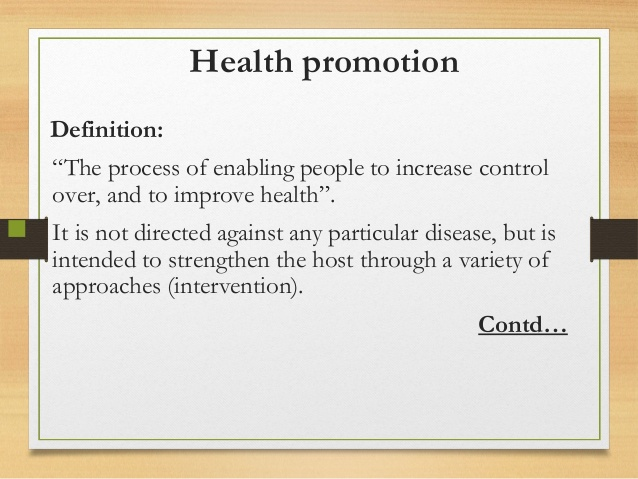 Health promotion
Definition:
“The process of enabling people to increase control
over, and to improve health”.
It is not directed against any particular disease, but is
intended to strengthen the host through a variety of
approaches (intervention).
Contd…